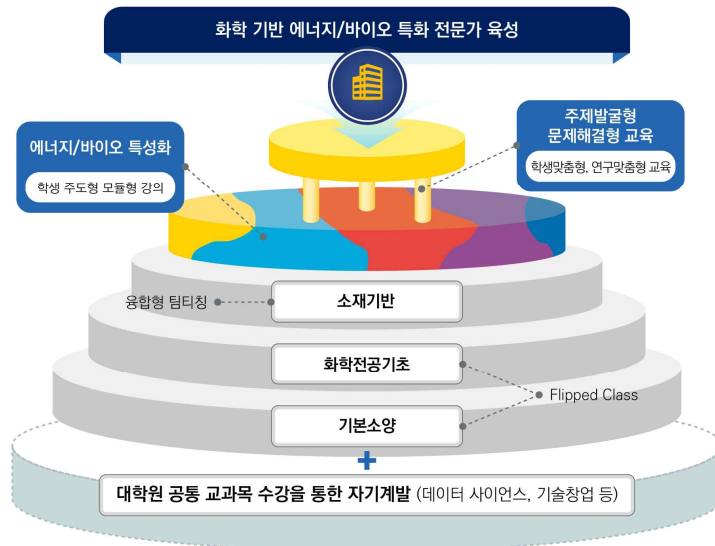 화학 기반 에너지/바이오 특화 전문가 육성
주제발굴형
문제해결형 교육
학생맞춤형, 연구맞춤형 교육
에너지/바이오 특성화
학생 주도형 모듈형 강의
융합형 팀티칭
소재기반
화학전공기초
Flipped Class
기본소양
+
대학원 공통 교과목 수강을 통한 자기계발 (데이터 사이언스, 기술창업 등)